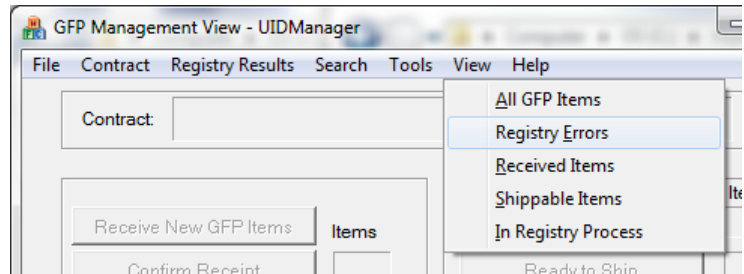 GFP Management View - UIDManager
File Contract Registry Results Search Tools View Help
All GFP Items
Contract:
Registry Errors
Received Items
Shippable Items
Receive New GFP Items
Items
In Registry Process
Confirm Receipt
Ready to Ship